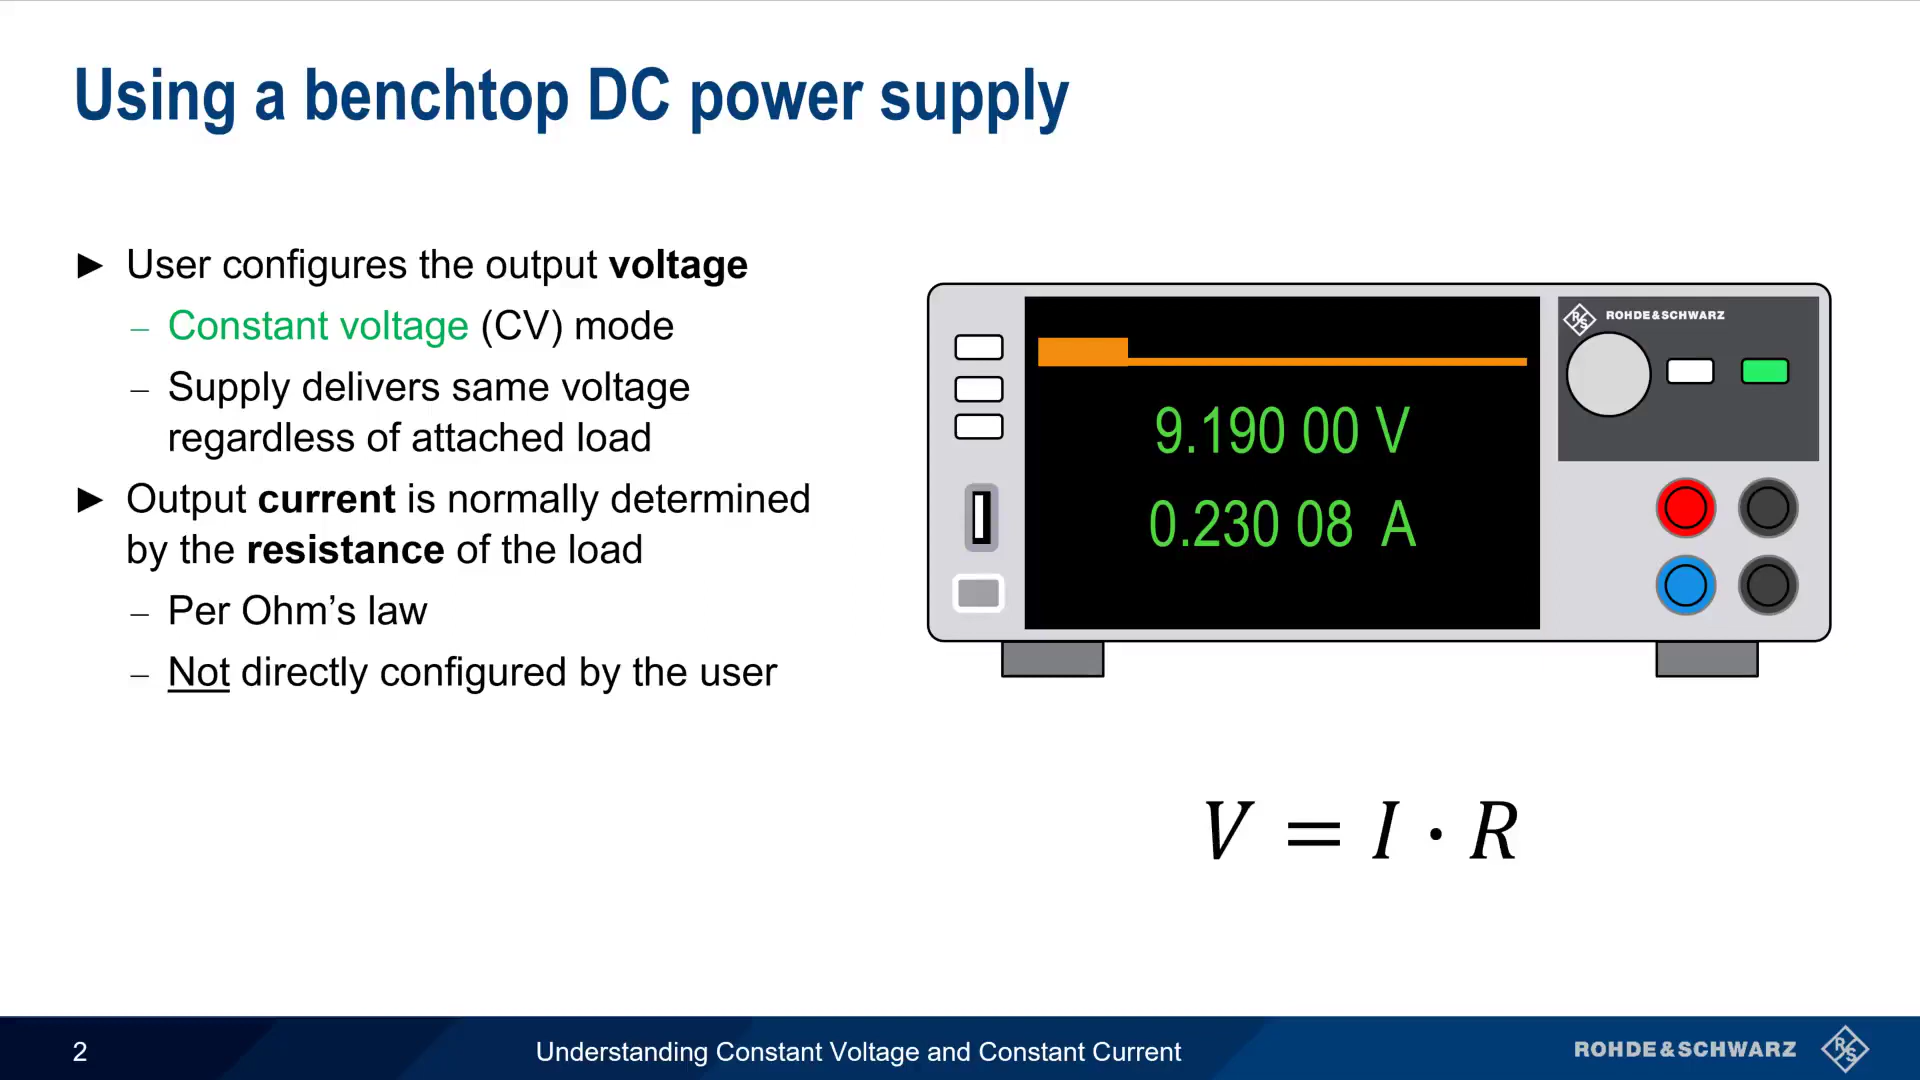 Using a benchtop DC power supply
► User configures the output voltage
– Constant voltage (CV) mode
– Supply delivers same voltage
regardless of attached load
► Output current is normally determined
by the resistance of the load
– Per Ohm’s law
– Not directly configured by the user
ROHDE&SCHWARZ
R&S
9.190 00 V
0.230 08 A
V = I · R
2
Understanding Constant Voltage and Constant Current
ROHDE&SCHWARZ
R&S